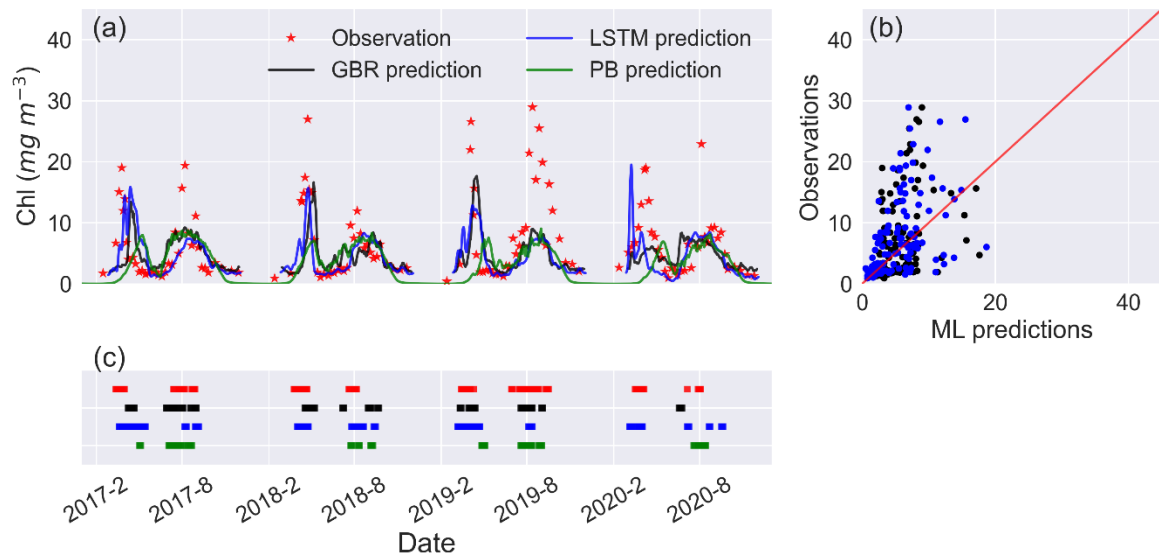 (a)
Observation
LSTM prediction
GBR prediction
PB prediction
Chl (mg m⁻³)
40
30
20
10
0
(b)
Observations
40
30
20
10
0
0
20
40
ML predictions
(c)
2017-2
2017-8
2018-2
2018-8
2019-2
2019-8
2020-2
2020-8
Date